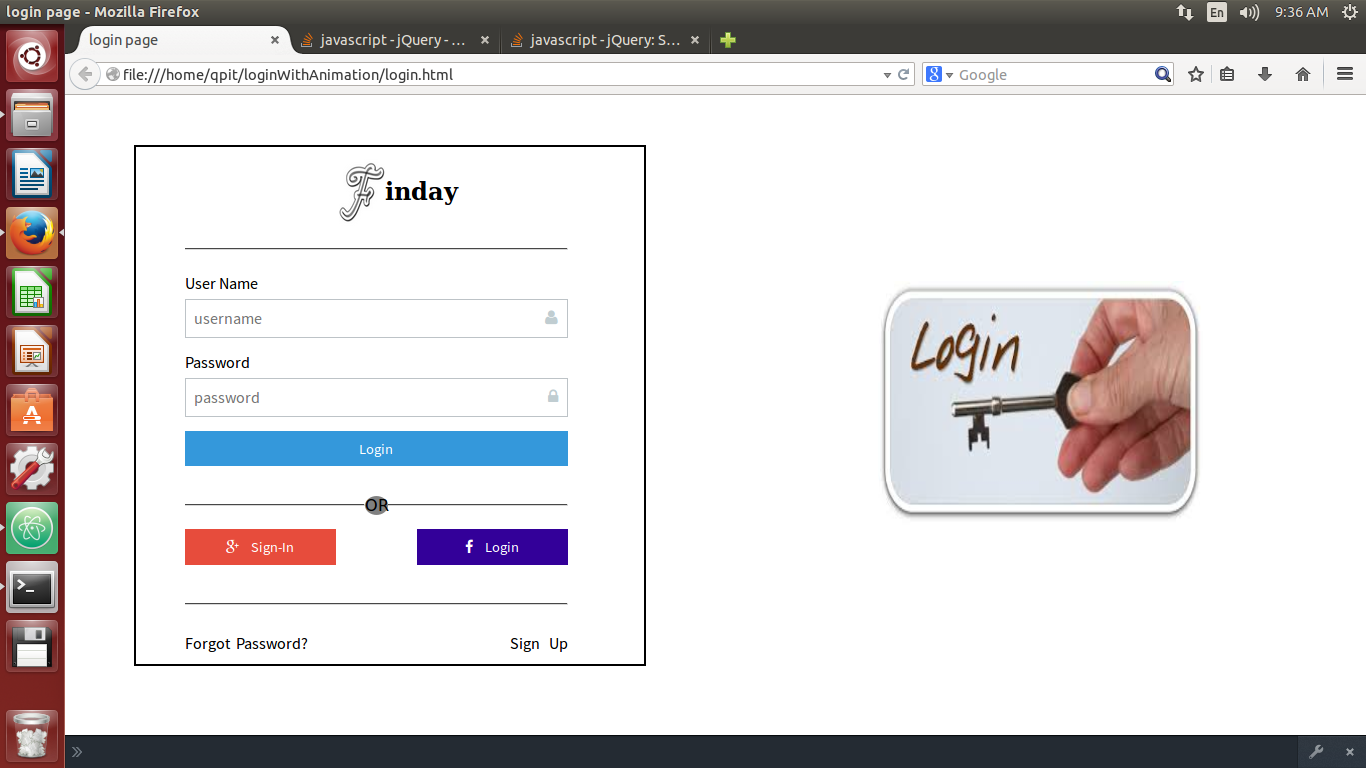 login page - Mozilla Firefox
En
9:36 AM
login page
javascript - jQuery - ...
javascript - jQuery: S...
file:///home/qpit/loginWithAnimation/login.html
Google
Finday
User Name
username
Password
password
Login
OR
Sign-In
Login
Forgot Password?
Sign Up
Login